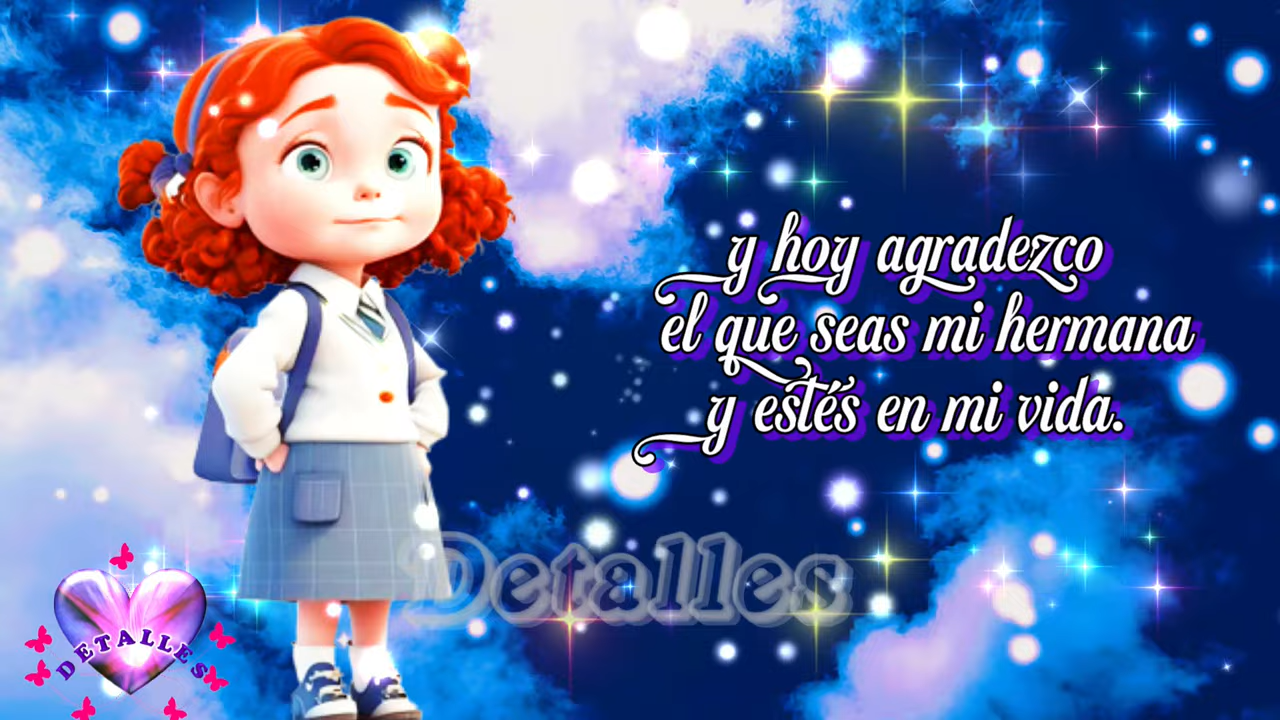 y hoy agradezco
el que seas mi hermana
y estés en mi vida.
Detalles
DETALLES